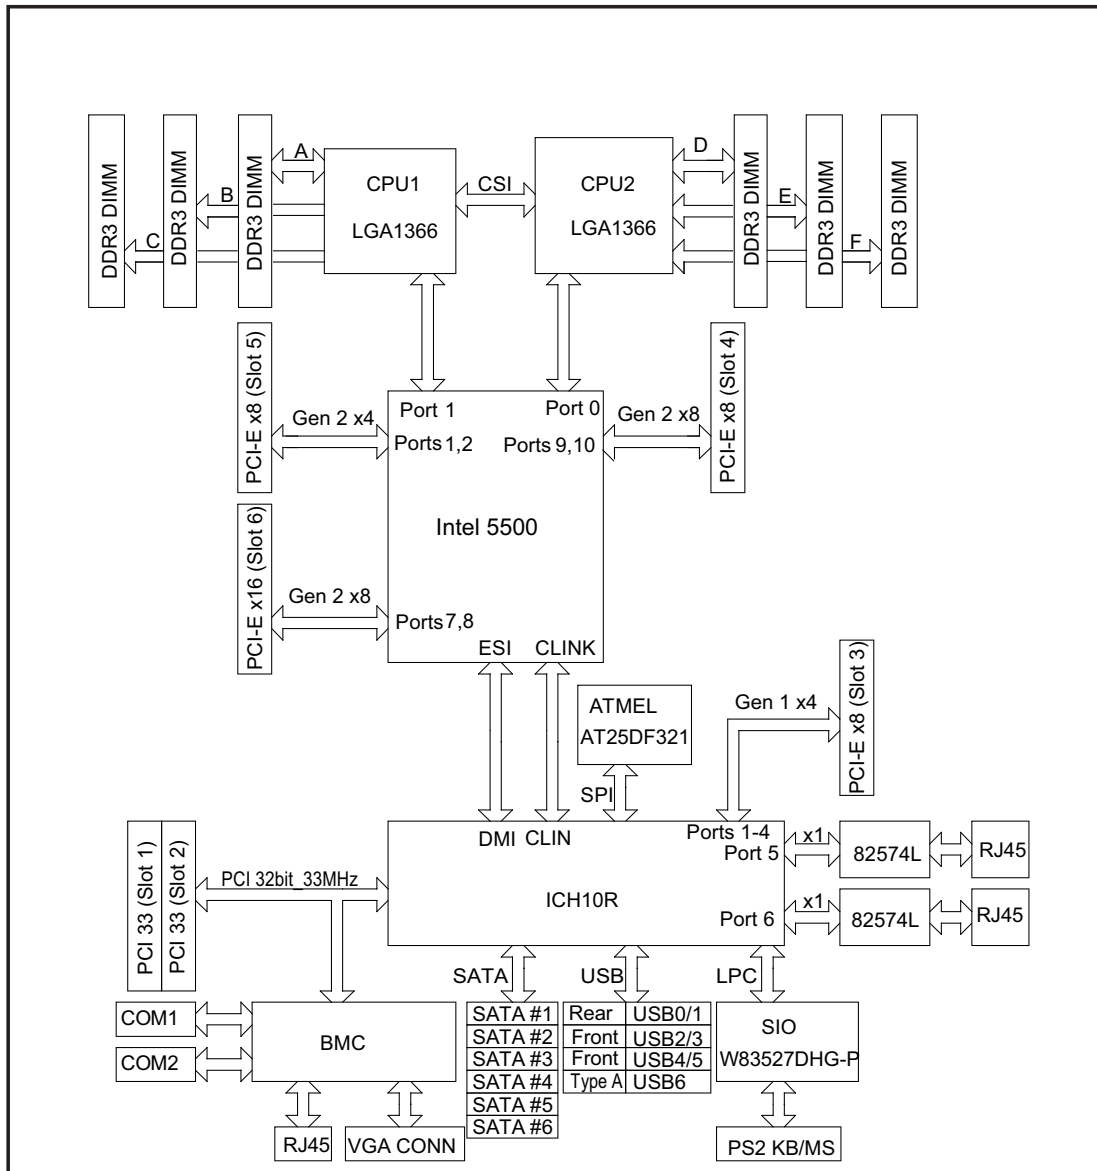 DDR3 DIMM
DDR3 DIMM
DDR3 DIMM
A
B
C
CPU1
LGA1366
CSI
CPU2
LGA1366
D
E
F
DDR3 DIMM
DDR3 DIMM
DDR3 DIMM
PCI-E x8 (Slot 5)
Gen 2 x4
Port 1
Port 0
Ports 1,2
Ports 9,10
Gen 2 x8
PCI-E x8 (Slot 4)
Intel 5500
PCI-E x16 (Slot 6)
Gen 2 x8
Ports 7,8
ESI
CLINK
ATMEL
AT25DF321
SPI
Gen 1 x4
PCI-E x8 (Slot 3)
DMI
CLIN
Ports 1-4
Port 5
x1
82574L
RJ45
PCI 33 (Slot 1)
PCI 33 (Slot 2)
PCI 32bit_33MHz
ICH10R
Port 6
x1
82574L
RJ45
SATA
USB
LPC
COM1
COM2
BMC
RJ45
VGA CONN
SATA #1
SATA #2
SATA #3
SATA #4
SATA #5
SATA #6
Rear USB0/1
Front USB2/3
Front USB4/5
Type A USB6
SIO
W83527DHG-P
PS2 KB/MS